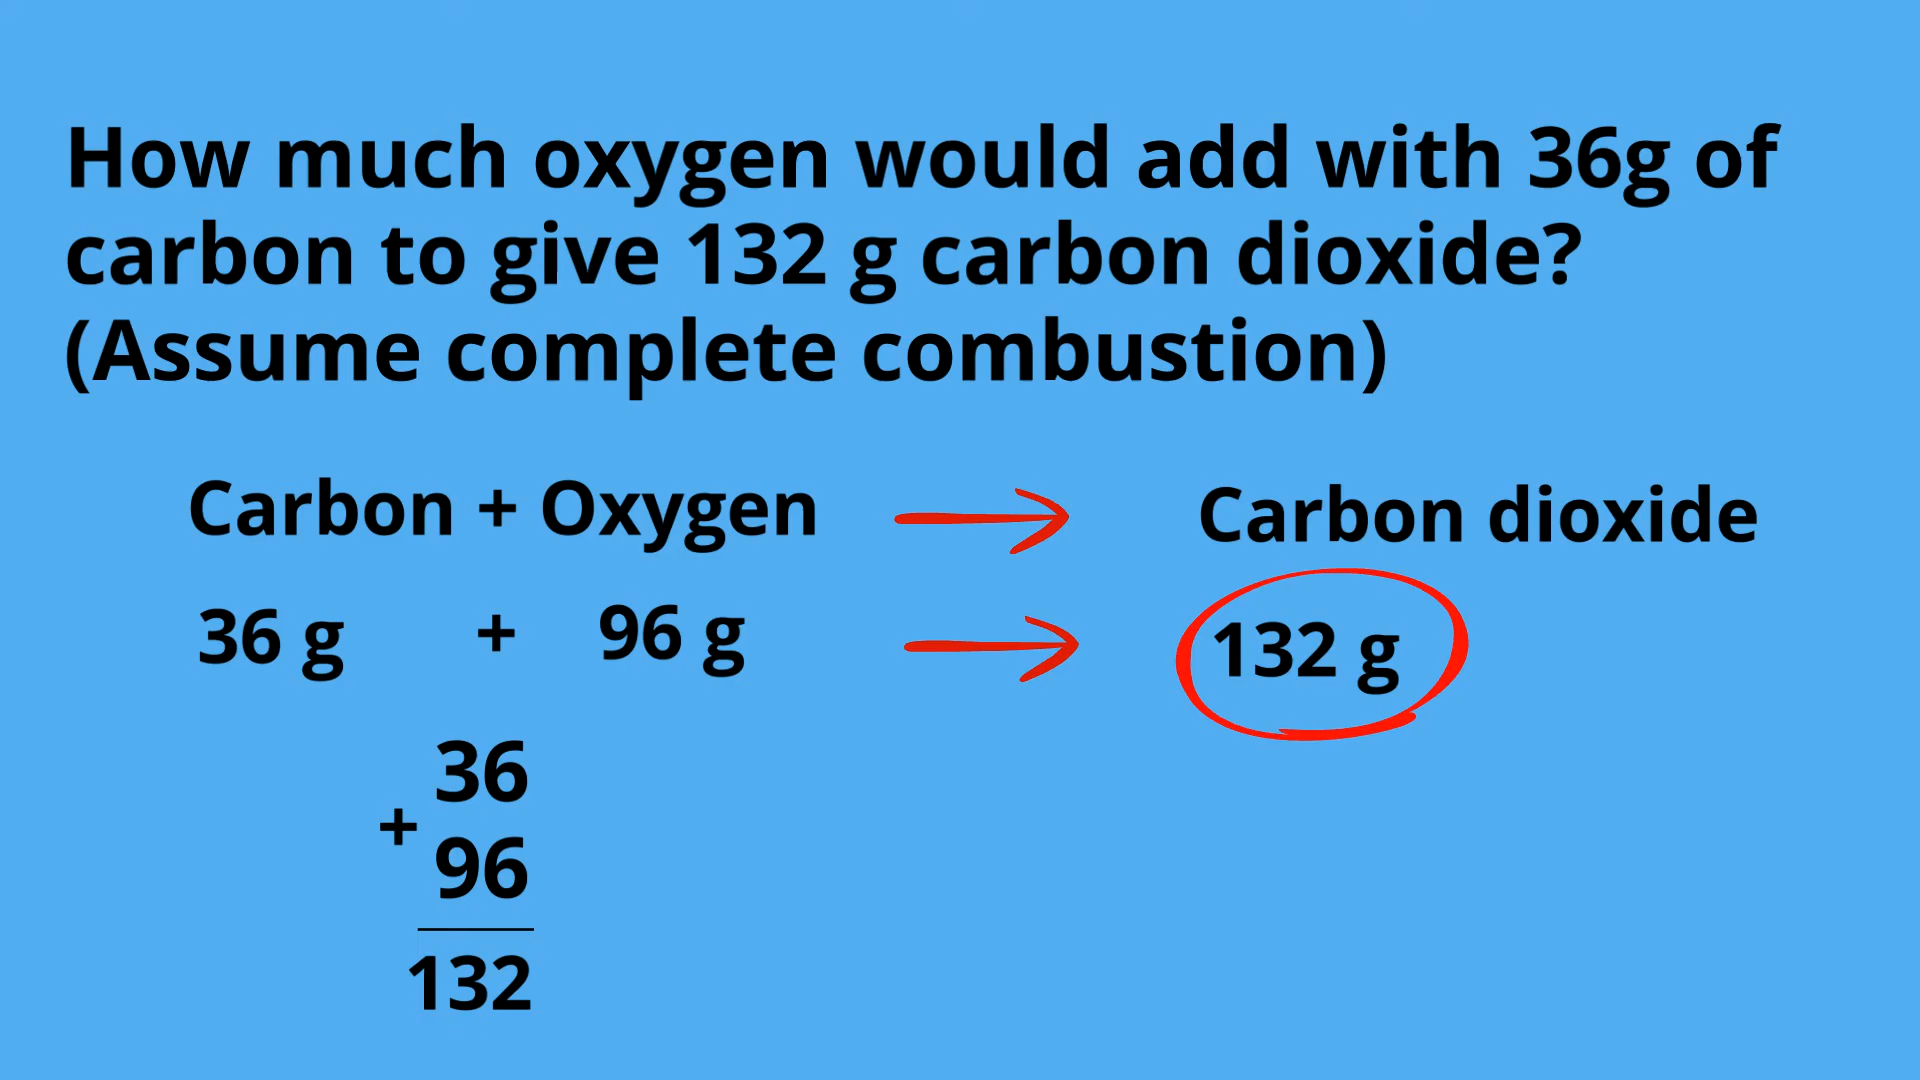 How much oxygen would add with 36g of
carbon to give 132 g carbon dioxide?
(Assume complete combustion)
Carbon + Oxygen Carbon dioxide
36 g + 96 g 132 g
36
+
96
132